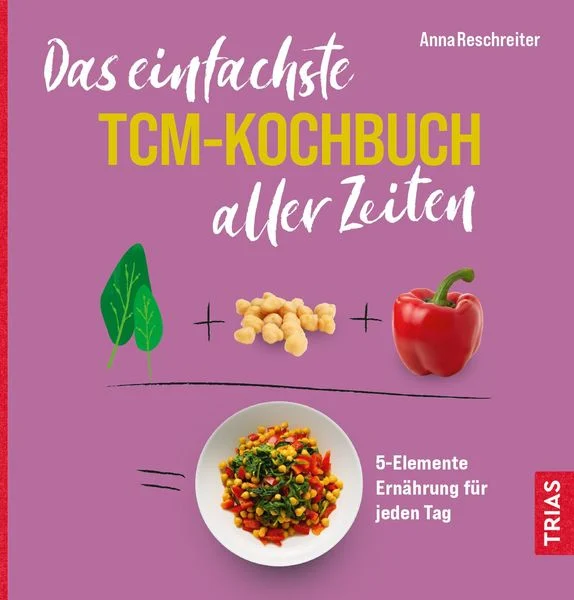 Anna Reschreiter
Das einfachste
TCM-KOCHBUCH
aller Zeiten
5-Elemente
Ernährung für
jeden Tag
TRIAS